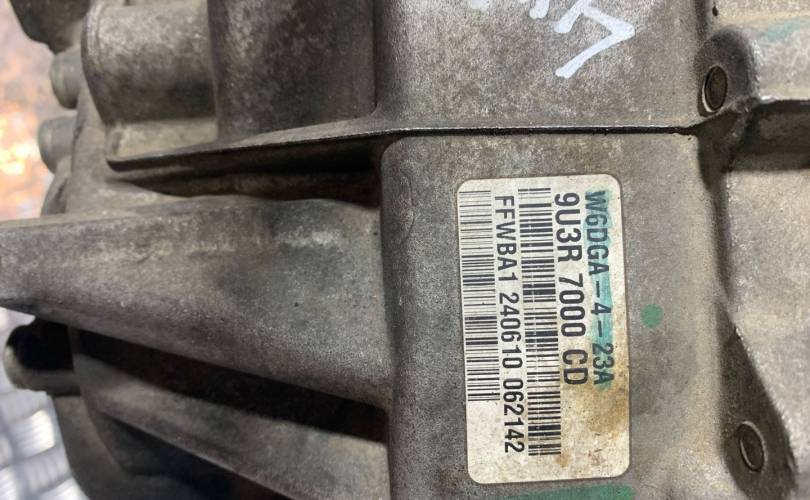 W6DGA-4-23A
9U3R 7000 CD
FFWBA1 240610 062142